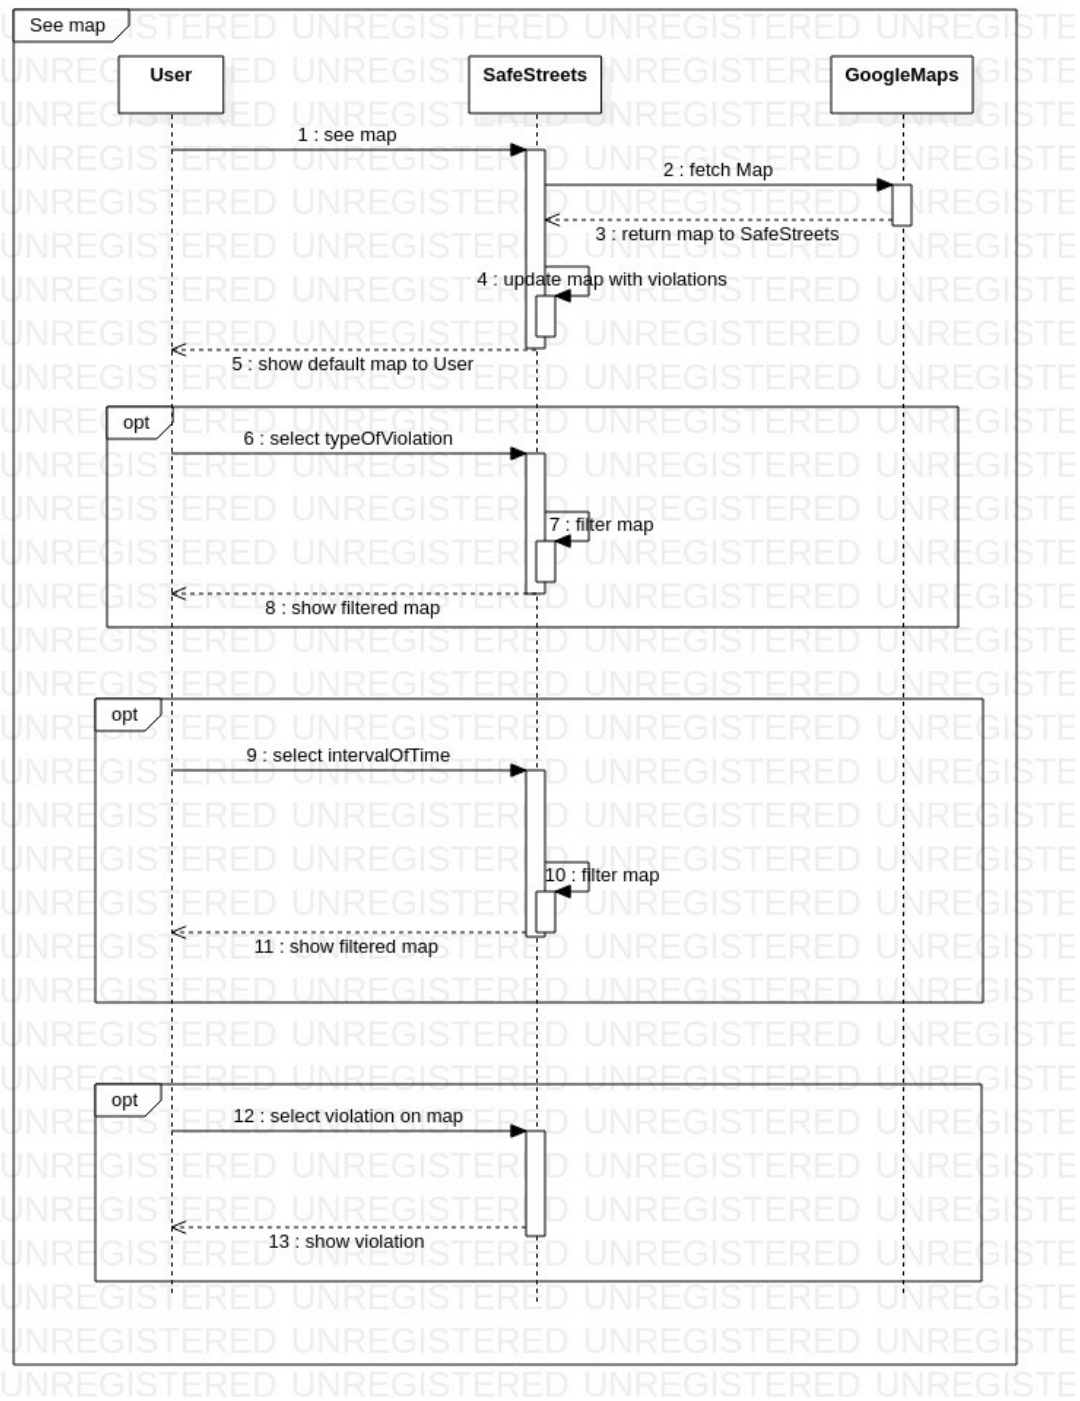 See map
User
SafeStreets
GoogleMaps
1 : see map
2 : fetch Map
3 : return map to SafeStreets
4 : update map with violations
5 : show default map to User
opt
6 : select typeOfViolation
7 : filter map
8 : show filtered map
opt
9 : select intervalOfTime
10 : filter map
11 : show filtered map
opt
12 : select violation on map
13 : show violation
UNREGISTERED